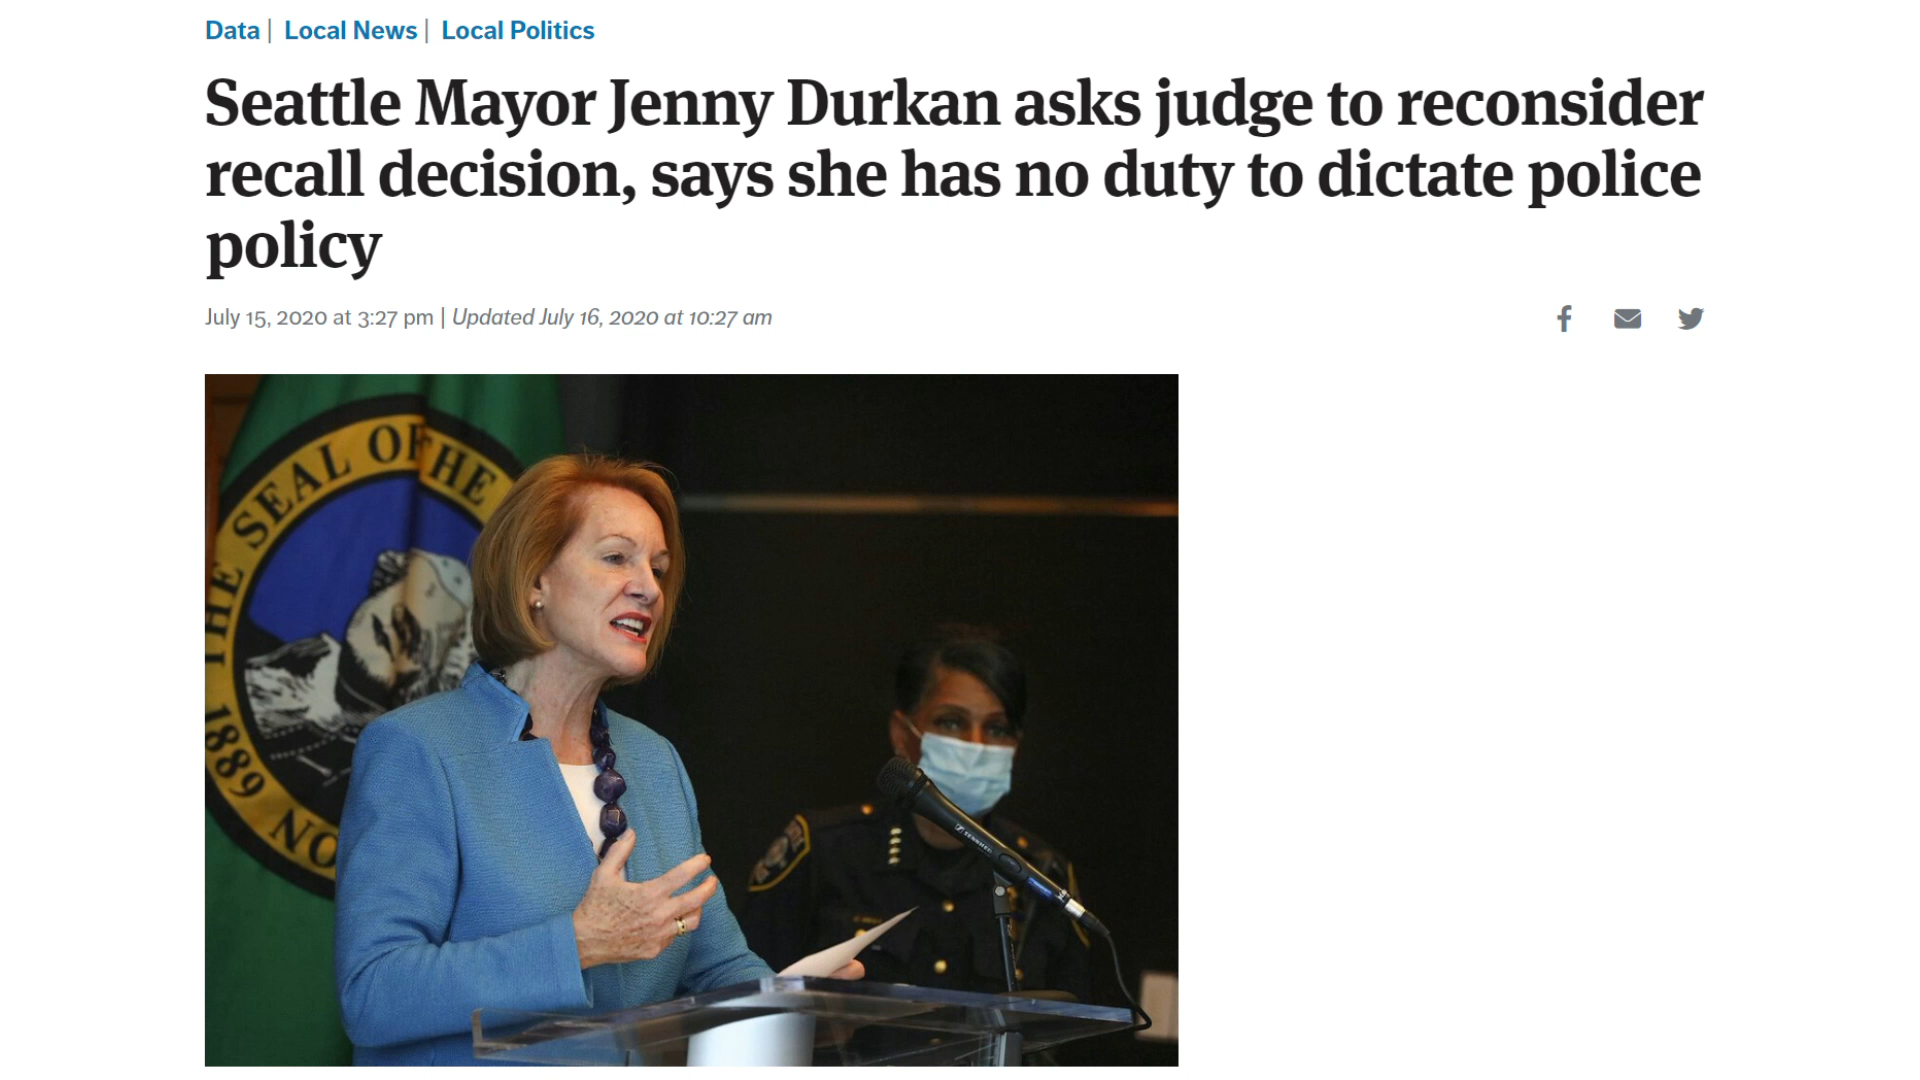 Data | Local News | Local Politics
Seattle Mayor Jenny Durkan asks judge to reconsider
recall decision, says she has no duty to dictate police
policy
July 15, 2020 at 3:27 pm | Updated July 16, 2020 at 10:27 am
THE SEAL OF THE
1889
SENNHEISER